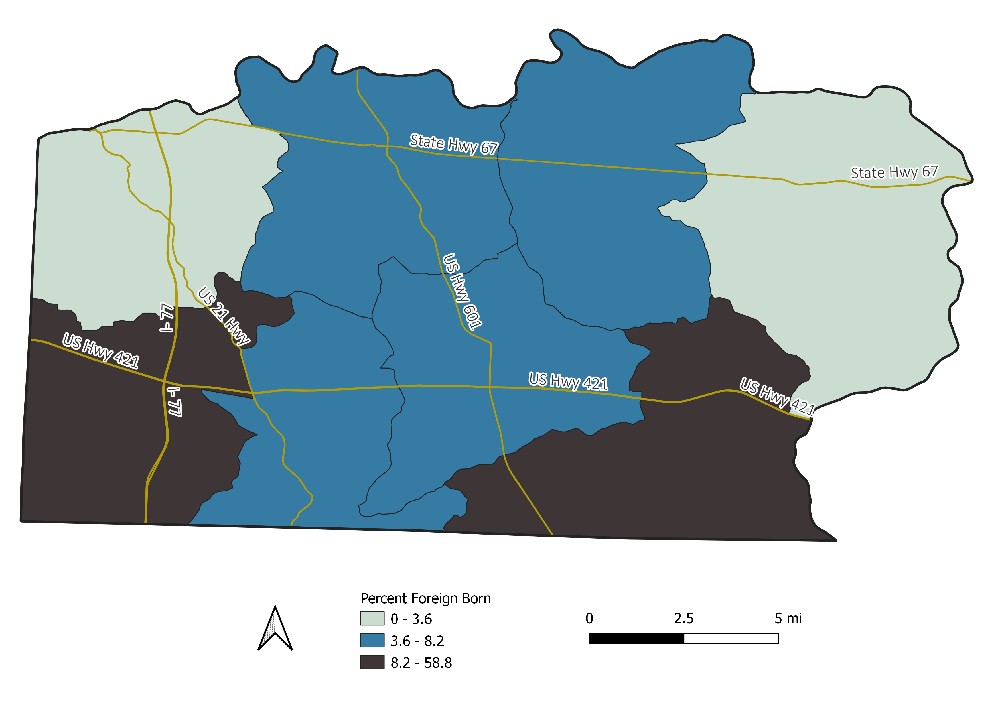 State Hwy 67
State Hwy 67
US Hwy 601
US 21 Hwy
I- 77
US Hwy 421
US Hwy 421
US Hwy 421
I- 77
Percent Foreign Born
0 - 3.6
3.6 - 8.2
8.2 - 58.8
0 2.5 5 mi